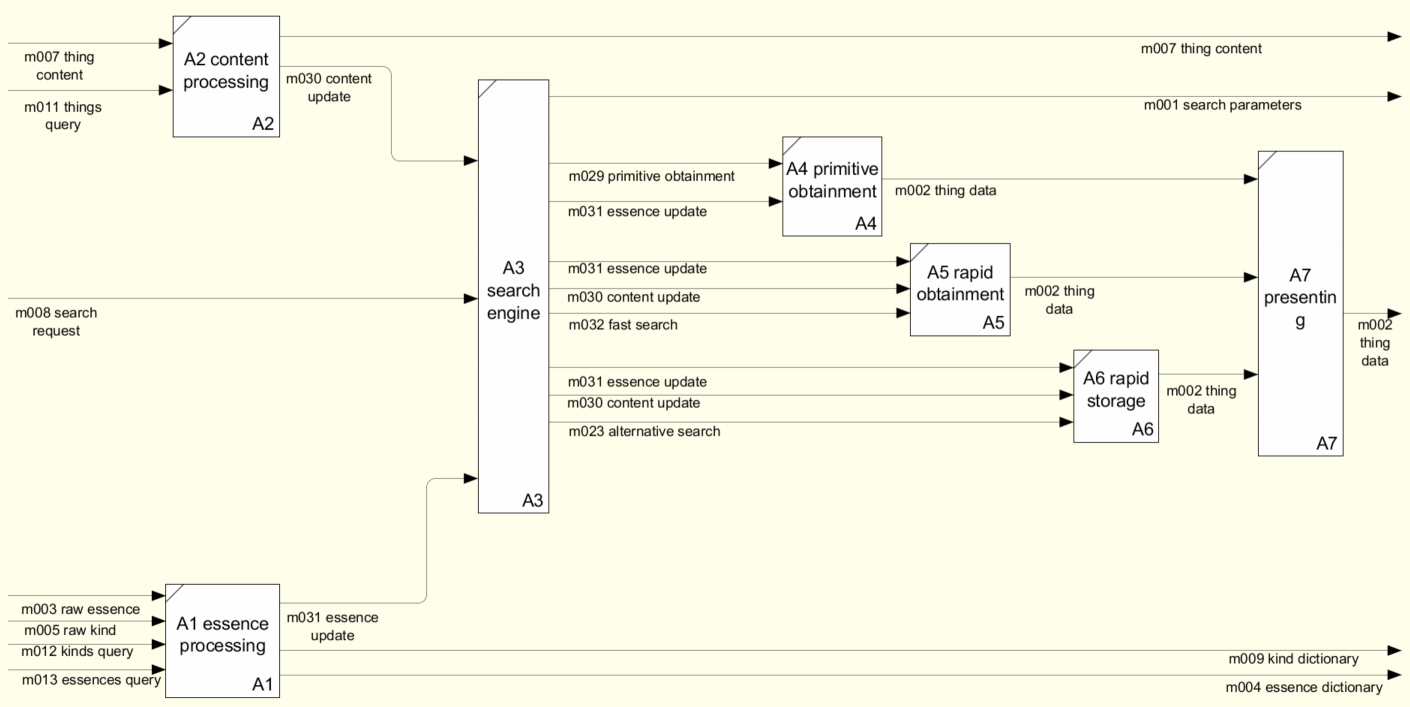 m007 thing
content
m011 things
query
A2 content
processing
A2
m030 content
update
m007 thing content
m001 search parameters
m008 search
request
A3
search
engine
A3
m029 primitive obtainment
m031 essence update
A4 primitive
obtainment
A4
m002 thing data
m031 essence update
m030 content update
m032 fast search
A5 rapid
obtainment
A5
m002 thing
data
m031 essence update
m030 content update
m023 alternative search
A6 rapid
storage
A6
m002 thing
data
A7
presentin
g
A7
m002
thing
data
m003 raw essence
m005 raw kind
m012 kinds query
m013 essences query
A1 essence
processing
A1
m031 essence
update
m009 kind dictionary
m004 essence dictionary